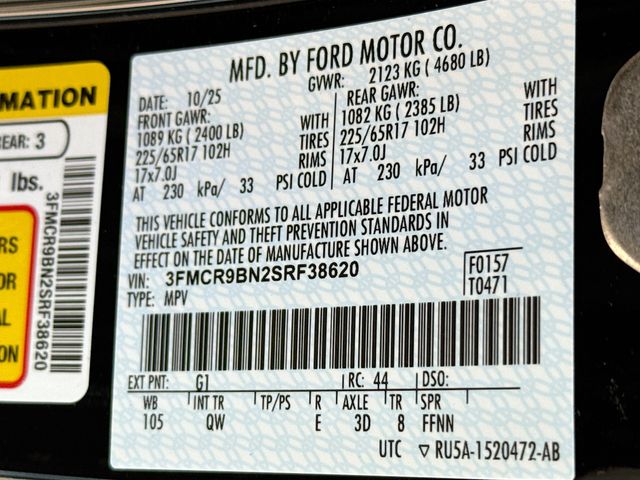 MATION
REAR: 3
lbs.
3FMCR9BN2SRF38620
RS
OR
AL
ON
MFD. BY FORD MOTOR CO.
DATE: 10/25 GVWR: 2123 KG ( 4680 LB)
FRONT GAWR: REAR GAWR:
1089 KG ( 2400 LB) WITH 1082 KG ( 2385 LB) WITH
225/65R17 102H TIRES 225/65R17 102H TIRES
17x7.0J RIMS 17x7.0J RIMS
AT 230 kPa/ 33 PSI COLD AT 230 kPa/ 33 PSI COLD
THIS VEHICLE CONFORMS TO ALL APPLICABLE FEDERAL MOTOR
VEHICLE SAFETY AND THEFT PREVENTION STANDARDS IN
EFFECT ON THE DATE OF MANUFACTURE SHOWN ABOVE.
VIN: 3FMCR9BN2SRF38620 F0157
TYPE: MPV T0471
EXT PNT: G1 RC: 44 DSO:
WB INT TR TP/PS R AXLE TR SPR
105 QW E 3D 8 FFNN
UTC ▽ RU5A-1520472-AB